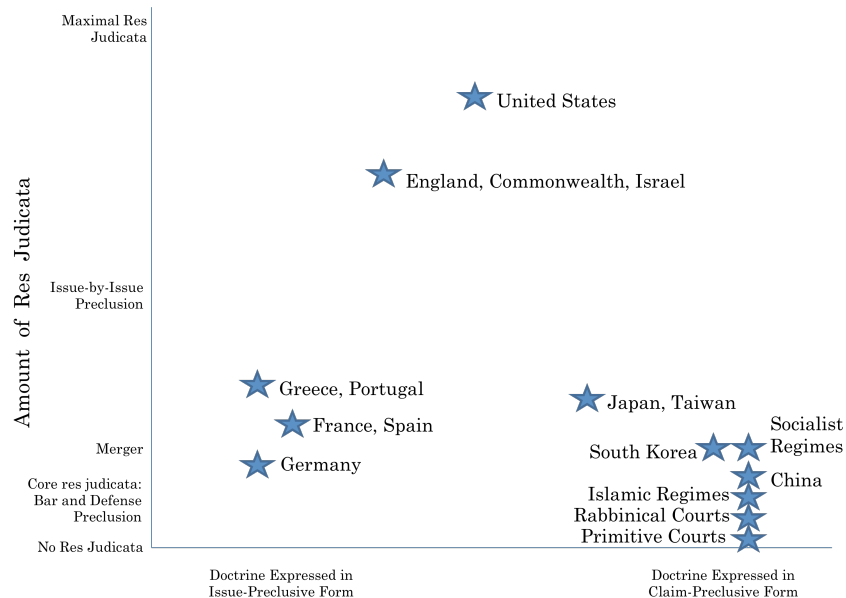 Maximal Res
Judicata
United States
England, Commonwealth, Israel
Amount of Res Judicata
Issue-by-Issue
Preclusion
Greece, Portugal
Japan, Taiwan
France, Spain
Socialist
Regimes
Merger
South Korea
Germany
China
Core res judicata:
Bar and Defense
Preclusion
Islamic Regimes
Rabbinical Courts
Primitive Courts
No Res Judicata
Doctrine Expressed in
Issue-Preclusive Form
Doctrine Expressed in
Claim-Preclusive Form